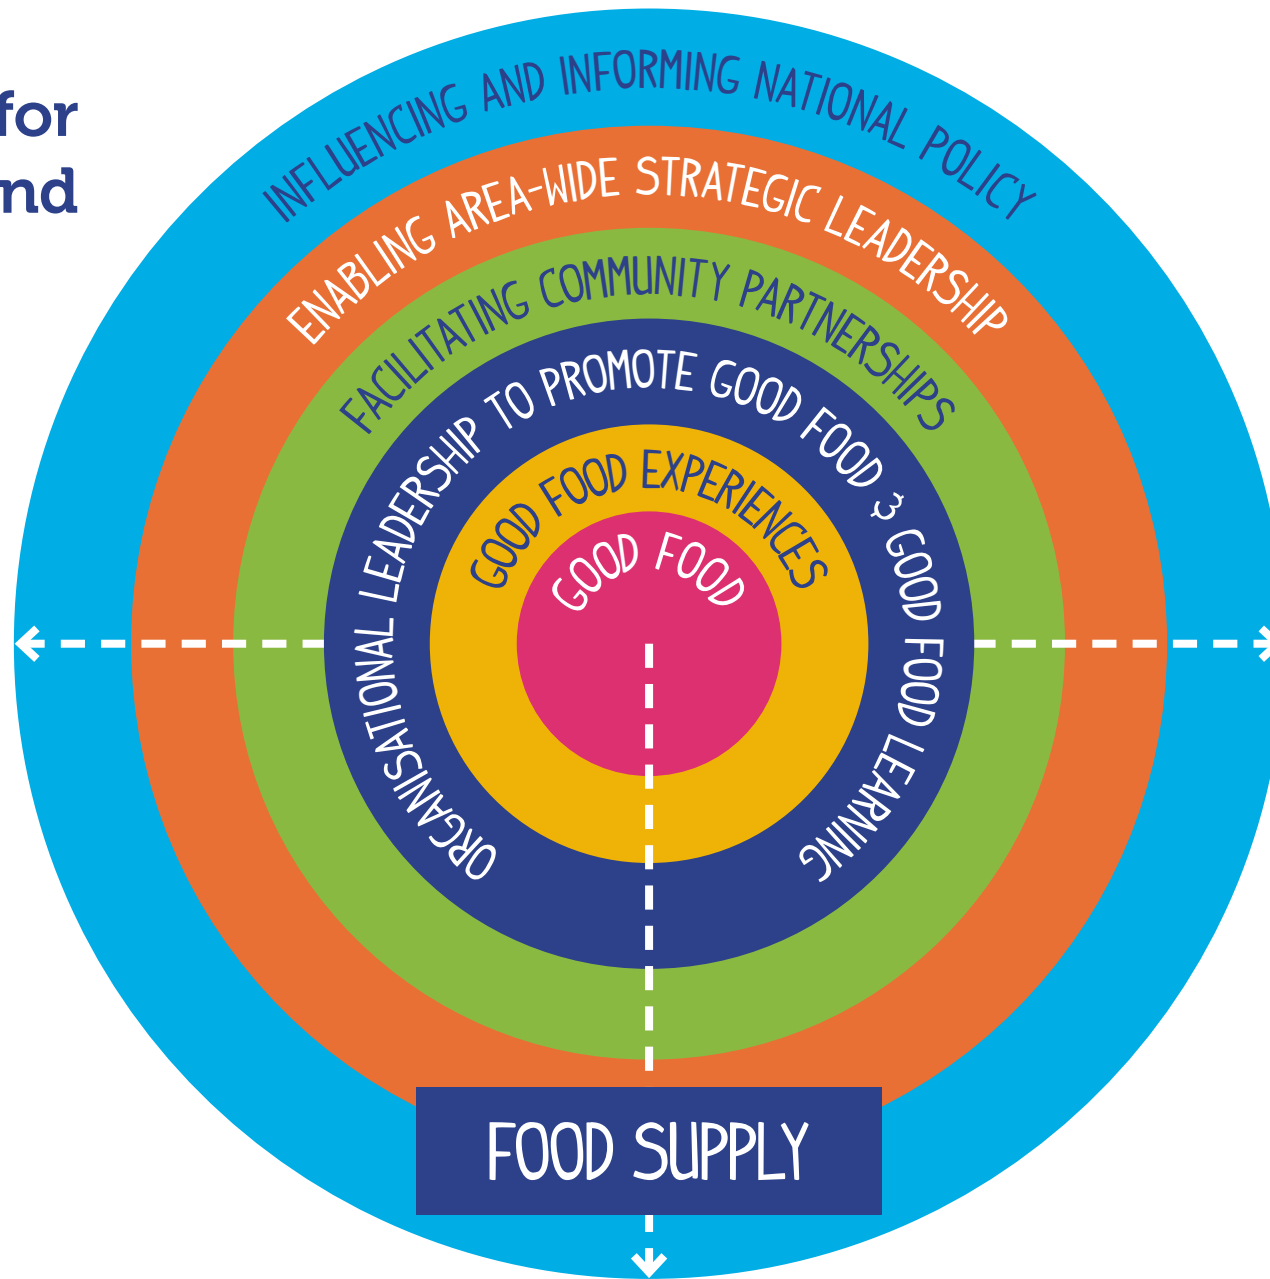 for
nd
INFLUENCING AND INFORMING NATIONAL POLICY
ENABLING AREA-WIDE STRATEGIC LEADERSHIP
FACILITATING COMMUNITY PARTNERSHIPS
ORGANISATIONAL LEADERSHIP TO PROMOTE GOOD FOOD & GOOD FOOD LEARNING
GOOD FOOD EXPERIENCES
GOOD FOOD
FOOD SUPPLY